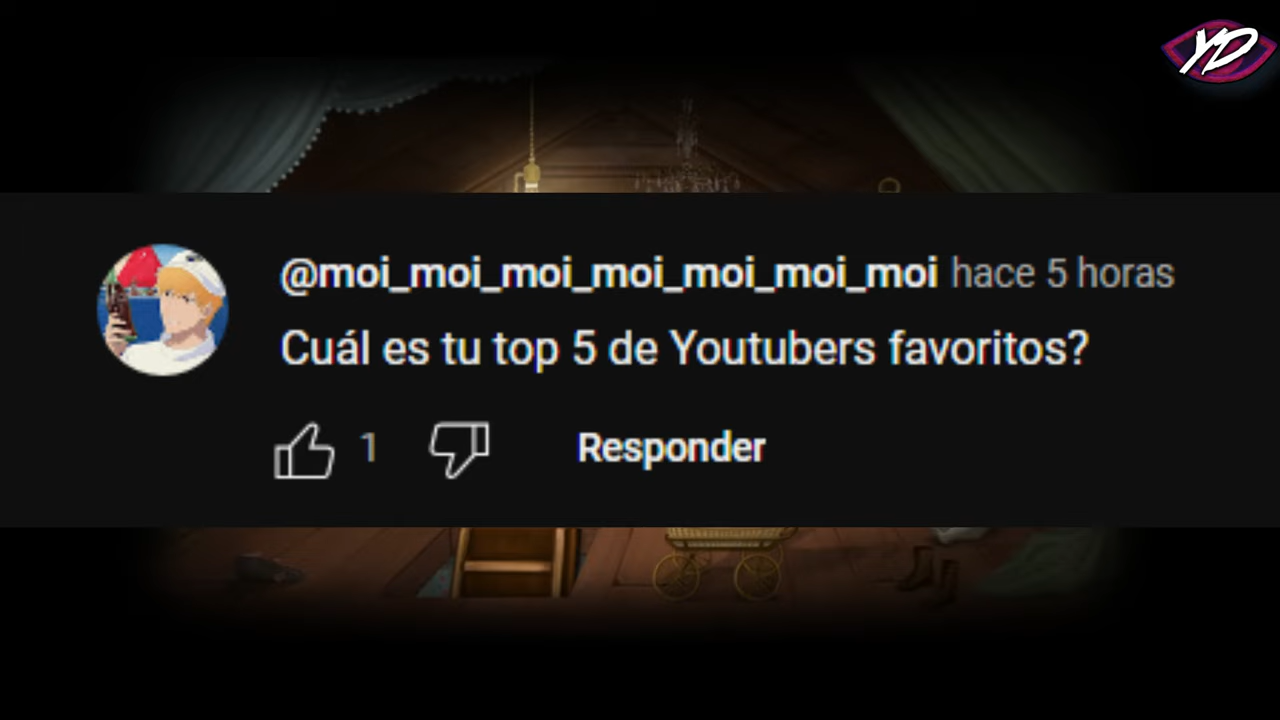 YD
@moi_moi_moi_moi_moi_moi_moi hace 5 horas
Cuál es tu top 5 de Youtubers favoritos?
1 Responder